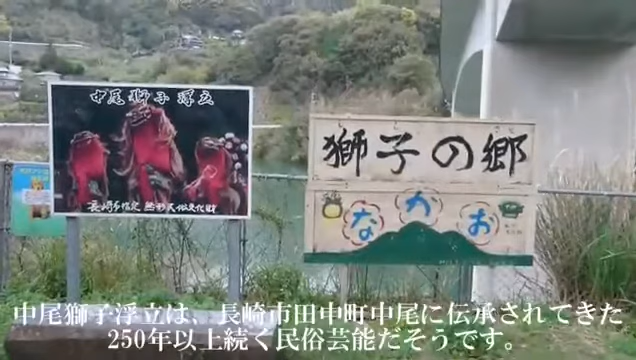 中尾獅子浮立
長崎市指定 無形民俗文化財
獅子の郷
なかお
中尾獅子浮立は、長崎市田中町中尾に伝承されてきた
250年以上続く民俗芸能だそうです。